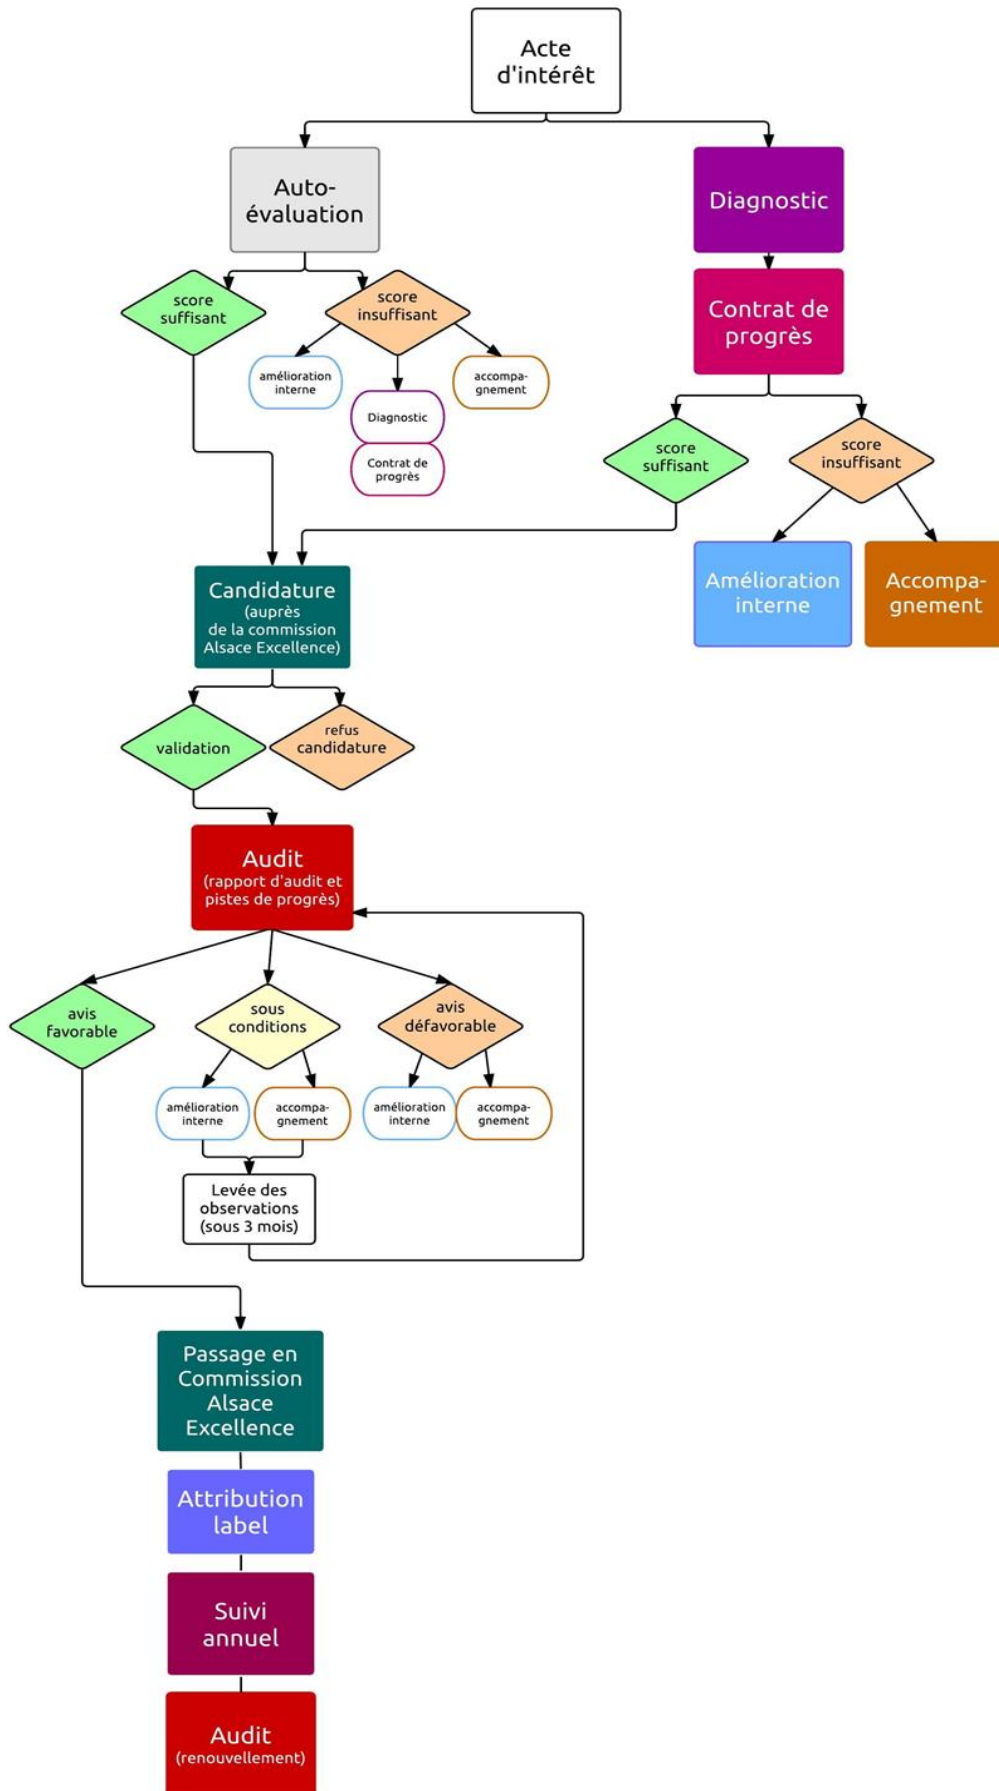 Acte
d'intérêt
Auto-
évaluation
Diagnostic
score
suffisant
score
insuffisant
Contrat de
progrès
amélioration
interne
accompa-
gnement
Diagnostic
Contrat de
progrès
score
suffisant
score
insuffisant
Amélioration
interne
Accompa-
gnement
Candidature
(auprès
de la commission
Alsace Excellence)
validation
refus
candidature
Audit
(rapport d'audit et
pistes de progrès)
avis
favorable
sous
conditions
avis
défavorable
amélioration
interne
accompa-
gnement
amélioration
interne
accompa-
gnement
Levée des
observations
(sous 3 mois)
Passage en
Commission
Alsace
Excellence
Attribution
label
Suivi
annuel
Audit
(renouvellement)